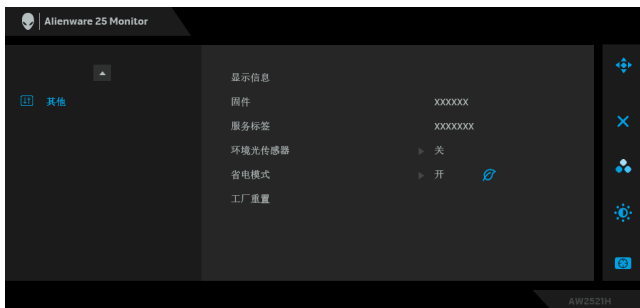 Alienware 25 Monitor
其他
显示信息
固件 XXXXXX
服务标签 XXXXXXX
环境光传感器 关
省电模式 开
工厂重置
AW2521H